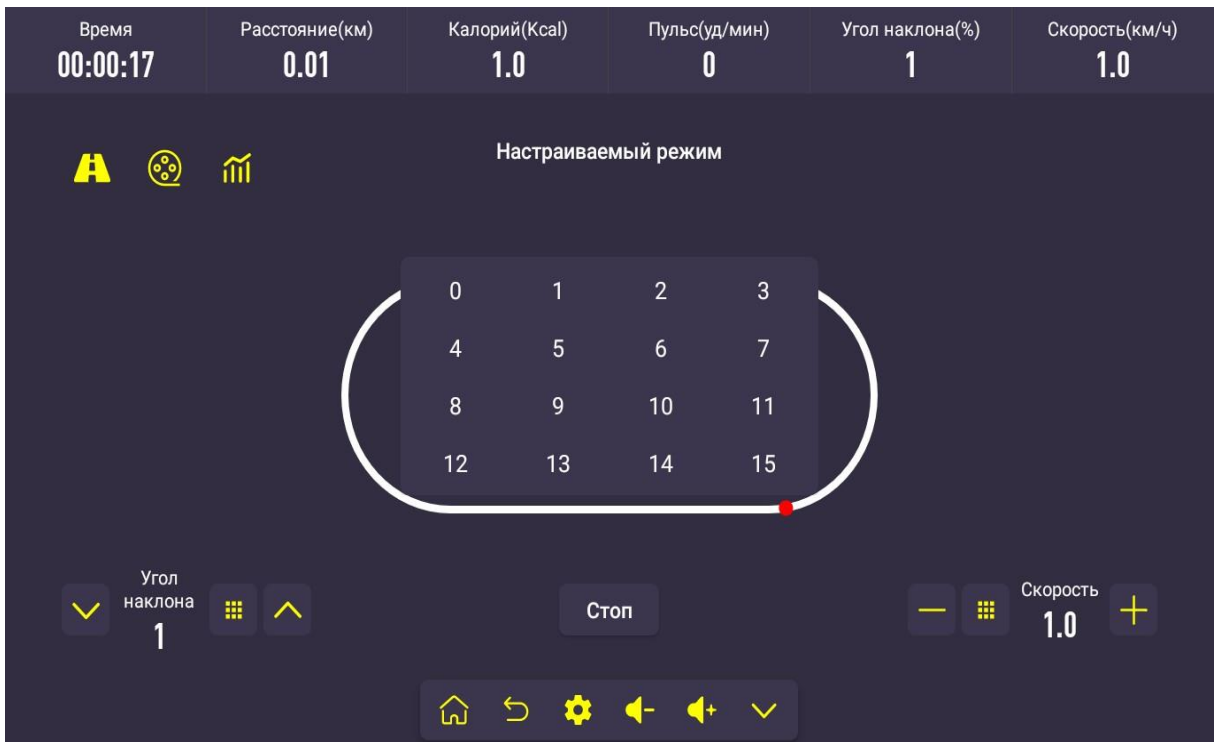 Время Расстояние(км) Калорий(Kcal) Пульс(уд/мин) Угол наклона(%) Скорость(км/ч)
00:00:17 0.01 1.0 0 1 1.0
Настраиваемый режим
0 1 2 3
4 5 6 7
8 9 10 11
12 13 14 15
Угол
наклона
1
Стоп
Скорость
1.0